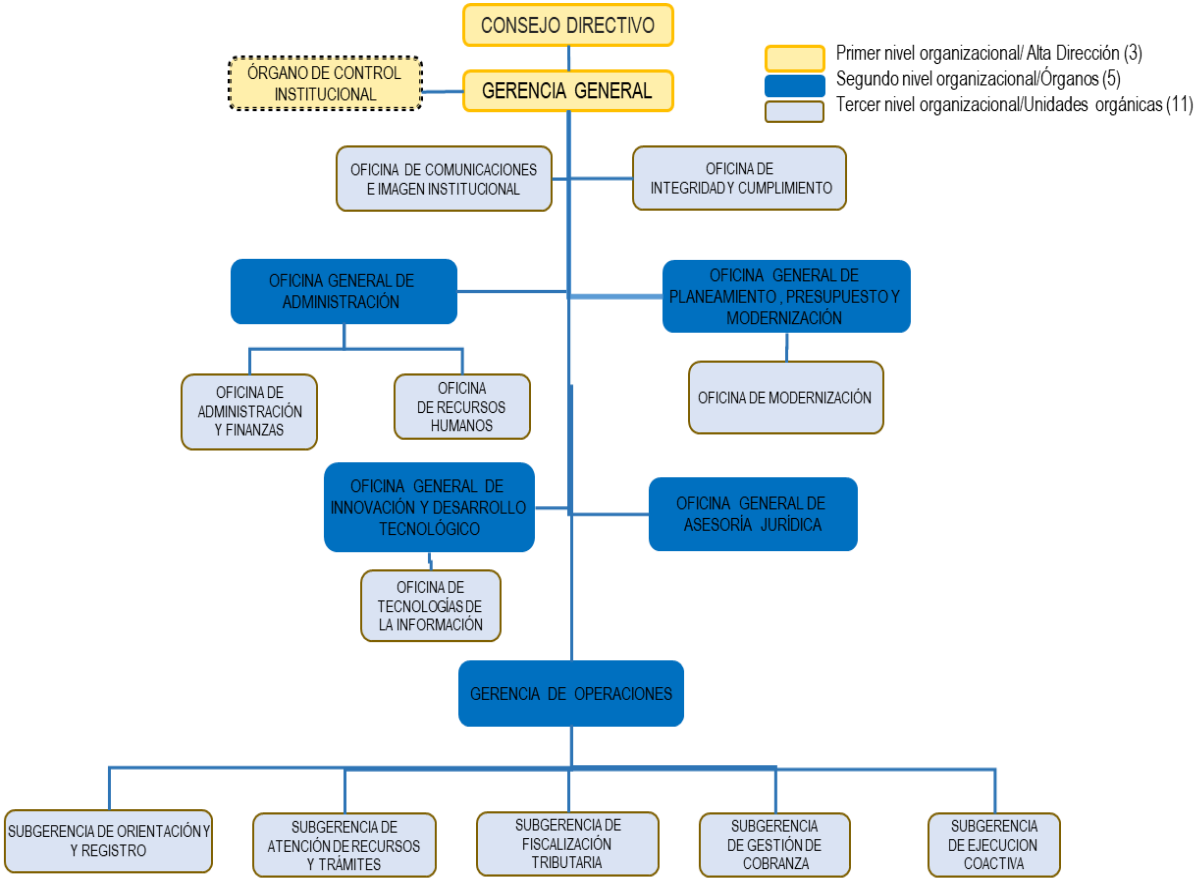 CONSEJO DIRECTIVO
ÓRGANO DE CONTROL
INSTITUCIONAL
GERENCIA GENERAL
Primer nivel organizacional/ Alta Dirección (3)
Segundo nivel organizacional/Órganos (5)
Tercer nivel organizacional/Unidades orgánicas (11)
OFICINA DE COMUNICACIONES
E IMAGEN INSTITUCIONAL
OFICINA DE
INTEGRIDAD Y CUMPLIMIENTO
OFICINA GENERAL DE
ADMINISTRACIÓN
OFICINA GENERAL DE
PLANEAMIENTO , PRESUPUESTO Y
MODERNIZACIÓN
OFICINA DE
ADMINISTRACIÓN
Y FINANZAS
OFICINA
DE RECURSOS
HUMANOS
OFICINA DE MODERNIZACIÓN
OFICINA GENERAL DE
INNOVACIÓN Y DESARROLLO
TECNOLÓGICO
OFICINA GENERAL DE
ASESORÍA JURÍDICA
OFICINA DE
TECNOLOGÍAS DE
LA INFORMACIÓN
GERENCIA DE OPERACIONES
SUBGERENCIA DE ORIENTACIÓN Y
Y REGISTRO
SUBGERENCIA DE
ATENCIÓN DE RECURSOS
Y TRÁMITES
SUBGERENCIA DE
FISCALIZACIÓN
TRIBUTARIA
SUBGERENCIA
DE GESTIÓN DE
COBRANZA
SUBGERENCIA
DE EJECUCION
COACTIVA